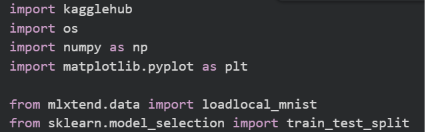 import kagglehub
import os
import numpy as np
import matplotlib.pyplot as plt
from mlxtend.data import loadlocal_mnist
from sklearn.model_selection import train_test_split